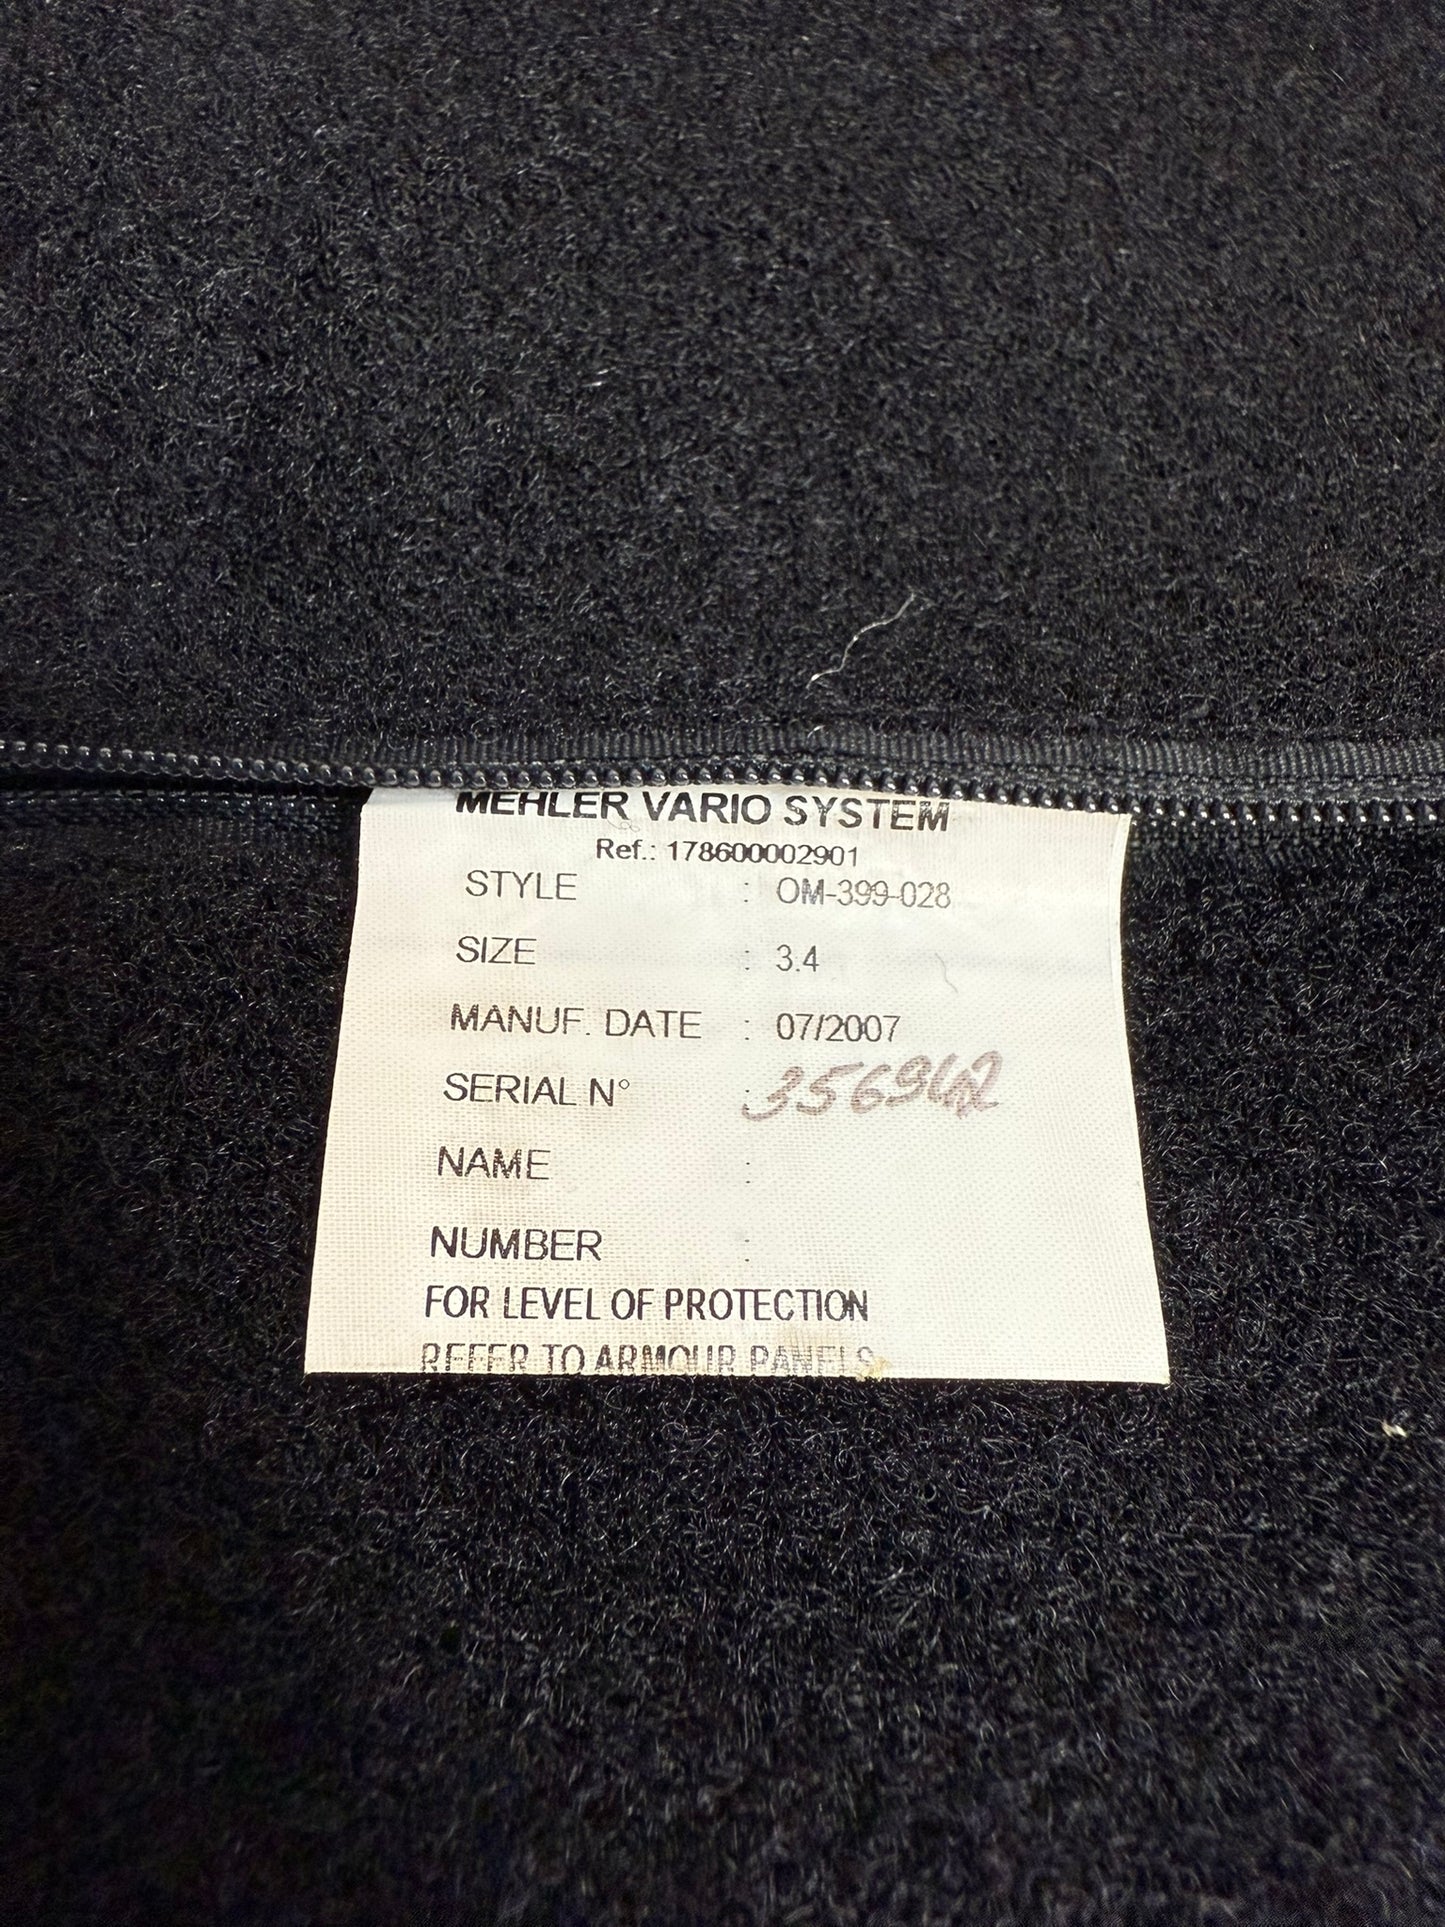 MEHLER VARIO SYSTEM
Ref.: 178600002901
STYLE : OM-399-028
SIZE : 3.4
MANUF. DATE : 07/2007
SERIAL N° :
NAME :
NUMBER :
FOR LEVEL OF PROTECTION
REFER TO ARMOUR PANELS